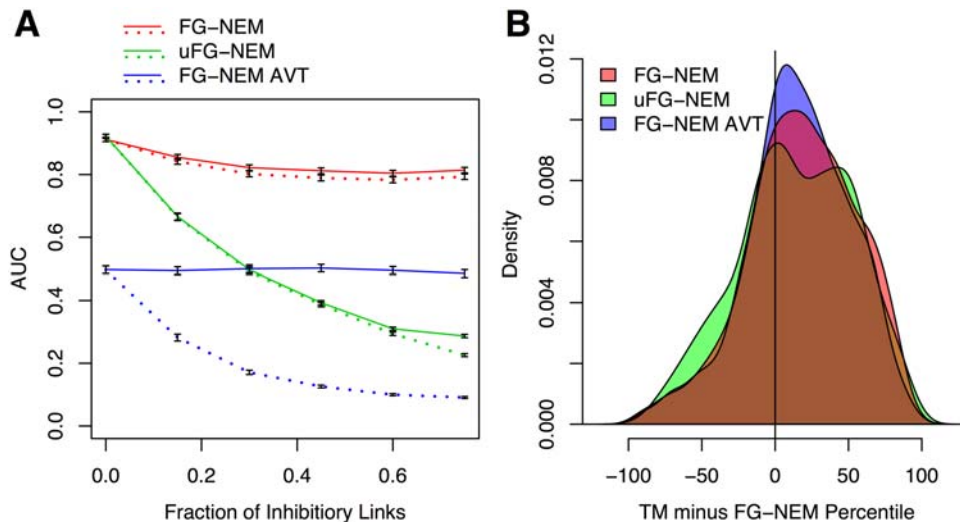 A
FG−NEM
uFG−NEM
FG−NEM AVT
AUC
1.0
0.8
0.6
0.4
0.2
0.0
0.0 0.2 0.4 0.6
Fraction of Inhibitiory Links
B
FG−NEM
uFG−NEM
FG−NEM AVT
Density
0.012
0.008
0.004
0.000
−100 −50 0 50 100
TM minus FG−NEM Percentile